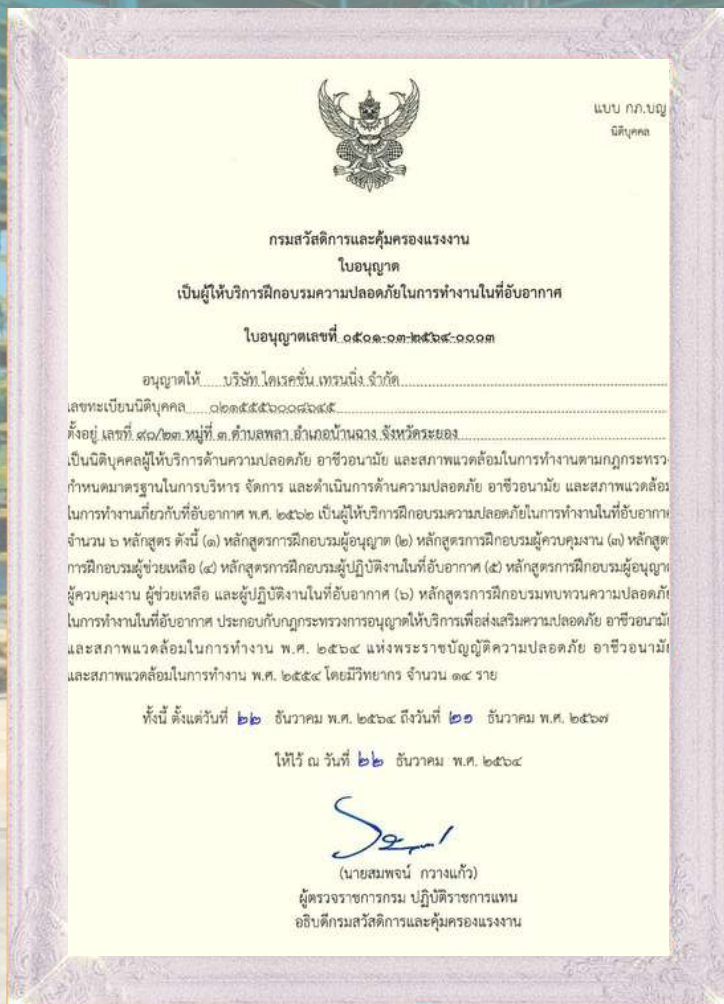 แบบ กภ.บญ
นิติบุคคล
กรมสวัสดิการและคุ้มครองแรงงาน
ใบอนุญาต
เป็นผู้ให้บริการฝึกอบรมความปลอดภัยในการทำงานในที่อับอากาศ
ใบอนุญาตเลขที่ ๐๕๐๑-๐๓-๒๕๖๔-๐๐๐๓
อนุญาตให้ บริษัท ไดเรคชั่น เทรนนิ่ง จำกัด
เลขทะเบียนนิติบุคคล ๐๒๑๕๕๕๖๐๐๘๖๔๕
ตั้งอยู่ เลขที่ ๙๐/๒๓ หมู่ที่ ๓ ตำบลพลา อำเภอบ้านฉาง จังหวัดระยอง
เป็นนิติบุคคลผู้ให้บริการด้านความปลอดภัย อาชีวอนามัย และสภาพแวดล้อมในการทำงานตามกฎกระทรว
กำหนดมาตรฐานในการบริหาร จัดการ และดำเนินการด้านความปลอดภัย อาชีวอนามัย และสภาพแวดล้อม
ในการทำงานเกี่ยวกับที่อับอากาศ พ.ศ. ๒๕๖๒ เป็นผู้ให้บริการฝึกอบรมความปลอดภัยในการทำงานในที่อับอากา
จำนวน ๖ หลักสูตร ดังนี้ (๑) หลักสูตรการฝึกอบรมผู้อนุญาต (๒) หลักสูตรการฝึกอบรมผู้ควบคุมงาน (๓) หลักสูต
การฝึกอบรมผู้ช่วยเหลือ (๔) หลักสูตรการฝึกอบรมผู้ปฏิบัติงานในที่อับอากาศ (๕) หลักสูตรการฝึกอบรมผู้อนุญา
ผู้ควบคุมงาน ผู้ช่วยเหลือ และผู้ปฏิบัติงานในที่อับอากาศ (๖) หลักสูตรการฝึกอบรมทบทวนความปลอดภั
ในการทำงานในที่อับอากาศ ประกอบกับกฎกระทรวงการอนุญาตให้บริการเพื่อส่งเสริมความปลอดภัย อาชีวอนามั
และสภาพแวดล้อมในการทำงาน พ.ศ. ๒๕๖๔ แห่งพระราชบัญญัติความปลอดภัย อาชีวอนามั
และสภาพแวดล้อมในการทำงาน พ.ศ. ๒๕๕๔ โดยมีวิทยากร จำนวน ๑๔ ราย
ทั้งนี้ ตั้งแต่วันที่ ๒๒ ธันวาคม พ.ศ. ๒๕๖๔ ถึงวันที่ ๒๑ ธันวาคม พ.ศ. ๒๕๖๗
ให้ไว้ ณ วันที่ ๒๒ ธันวาคม พ.ศ. ๒๕๖๔
(นายสมพจน์ กวางแก้ว)
ผู้ตรวจราชการกรม ปฏิบัติราชการแทน
อธิบดีกรมสวัสดิการและคุ้มครองแรงงาน